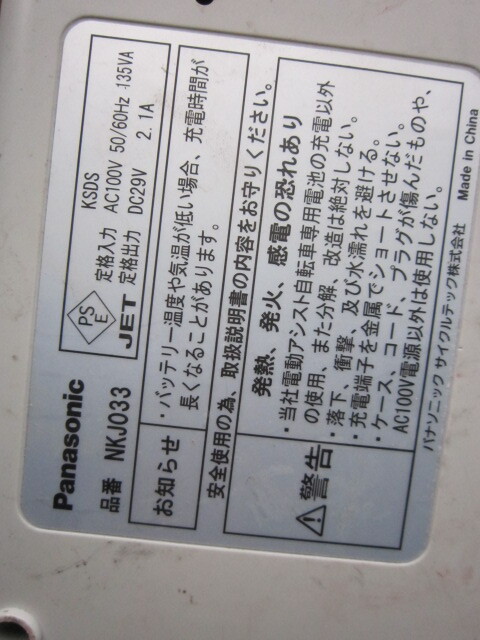 Panasonic
品番 NKJ033
PS
E
JET
KSDS
定格入力 AC100V 50/60Hz 135VA
定格出力 DC29V 2.1A
お知らせ
・バッテリー温度や気温が低い場合、充電時間が
長くなることがあります。
安全使用の為、取扱説明書の内容をお守りください。
警告
発熱、発火、感電の恐れあり
・当社電動アシスト自転車専用電池の充電以外
の使用、また分解、改造は絶対しない。
・落下、衝撃、及び水濡れを避ける。
・充電端子を金属でショートさせない。
・ケース、コード、プラグが傷んだものや、
AC100V電源以外は使用しない。
パナソニック サイクルテック株式会社 Made in China